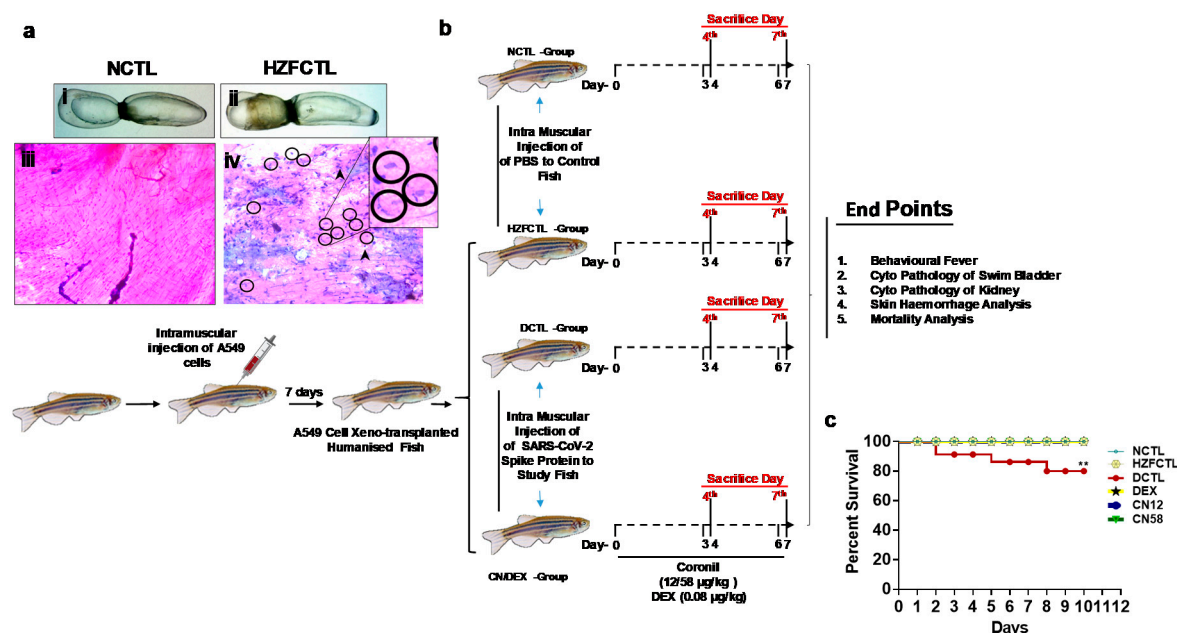 a
NCTL
HZFCTL
i
ii
iii
iv
Intramuscular
injection of A549
cells
7 days
A549 Cell Xeno-transplanted
Humanised Fish
b
Sacrifice Day
4th 7th
NCTL -Group
Day- 0 3 4 6 7
Intra Muscular
Injection of
of PBS to Control
Fish
Sacrifice Day
4th 7th
HZFCTL -Group
Day- 0 3 4 6 7
Sacrifice Day
4th 7th
DCTL -Group
Day- 0 3 4 6 7
Intra Muscular
Injection of
of SARS-CoV-2
Spike Protein to
Study Fish
Sacrifice Day
4th 7th
Day- 0 3 4 6 7
CN/DEX -Group
Coronil
(12/58 µg/kg )
DEX (0.08 µg/kg)
End Points
1. Behavioural Fever
2. Cyto Pathology of Swim Bladder
3. Cyto Pathology of Kidney
4. Skin Haemorrhage Analysis
5. Mortality Analysis
c
Percent Survival
100
80
60
40
20
0
**
0 1 2 3 4 5 6 7 8 9 10 11 12
Days
NCTL
HZFCTL
DCTL
DEX
CN12
CN58